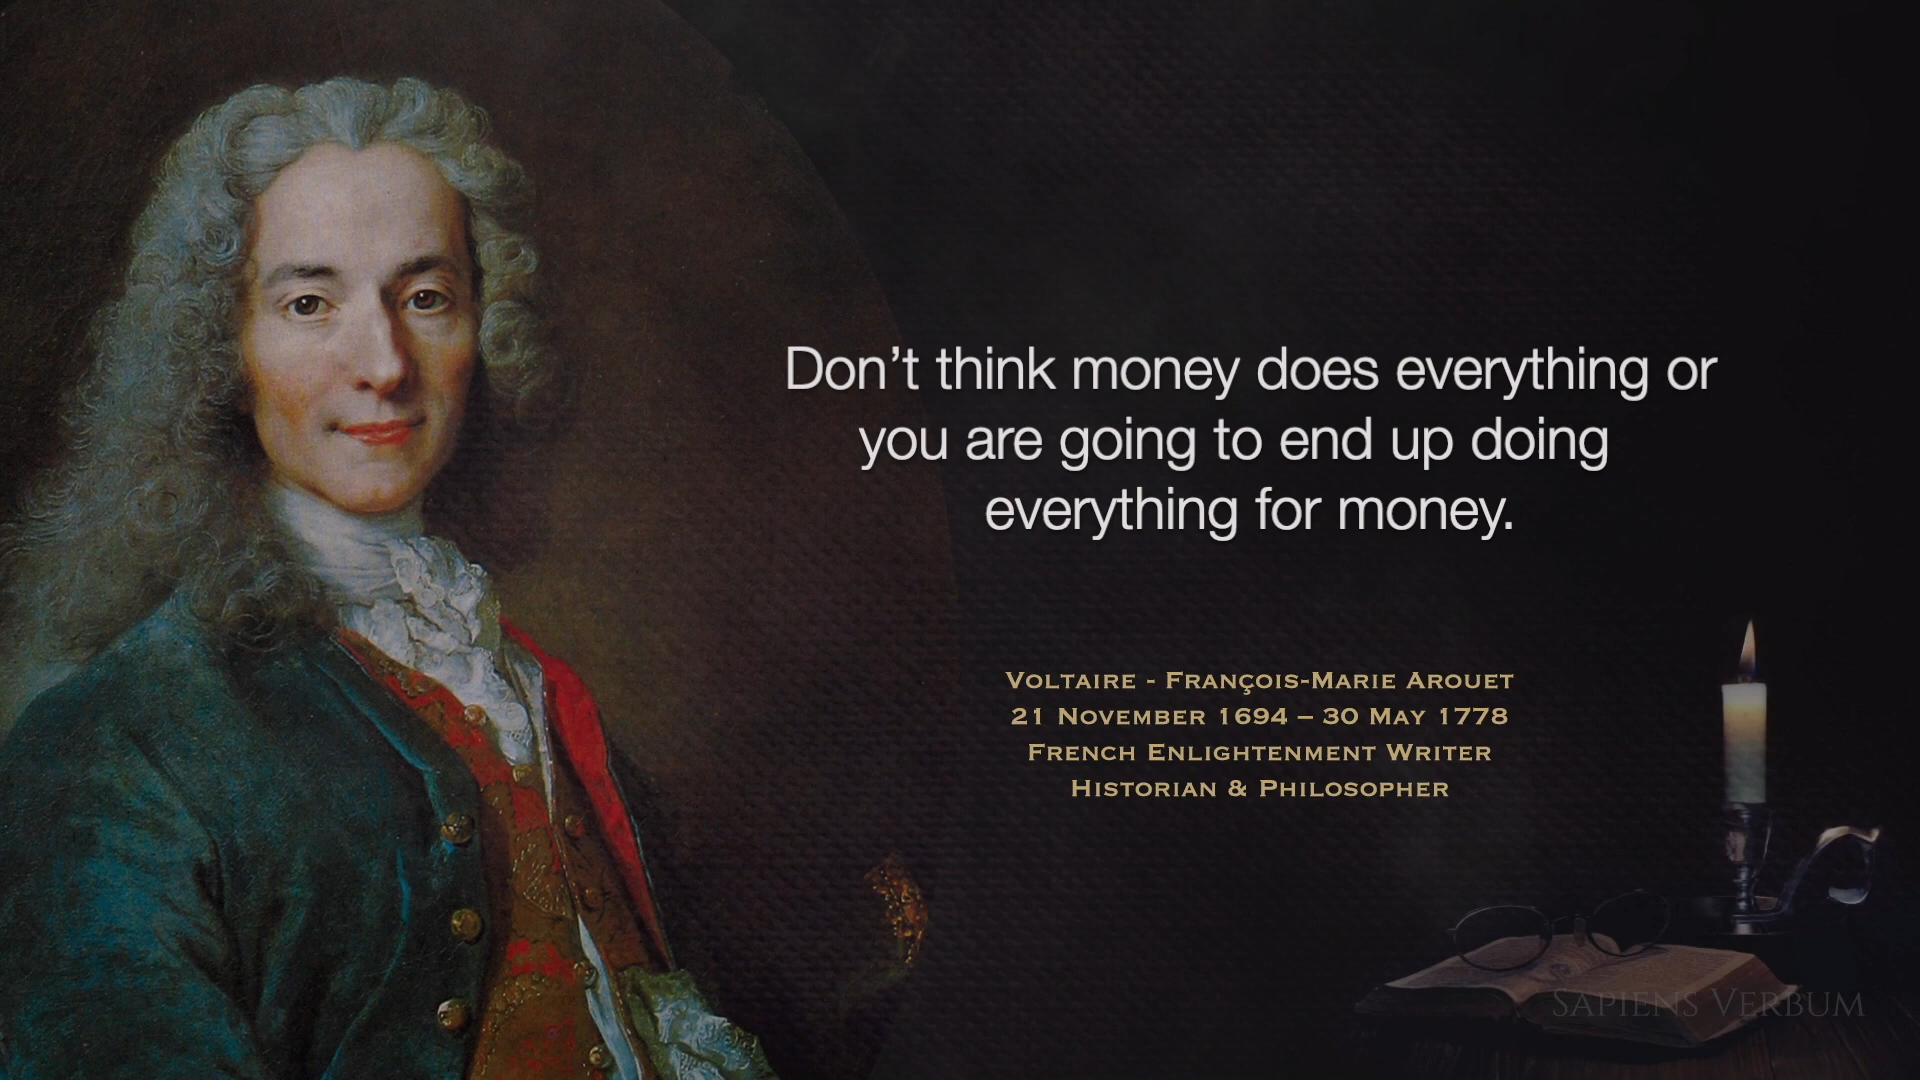 Don’t think money does everything or
you are going to end up doing
everything for money.
Voltaire - François-Marie Arouet
21 November 1694 – 30 May 1778
French Enlightenment Writer
Historian & Philosopher
Sapiens Verbum